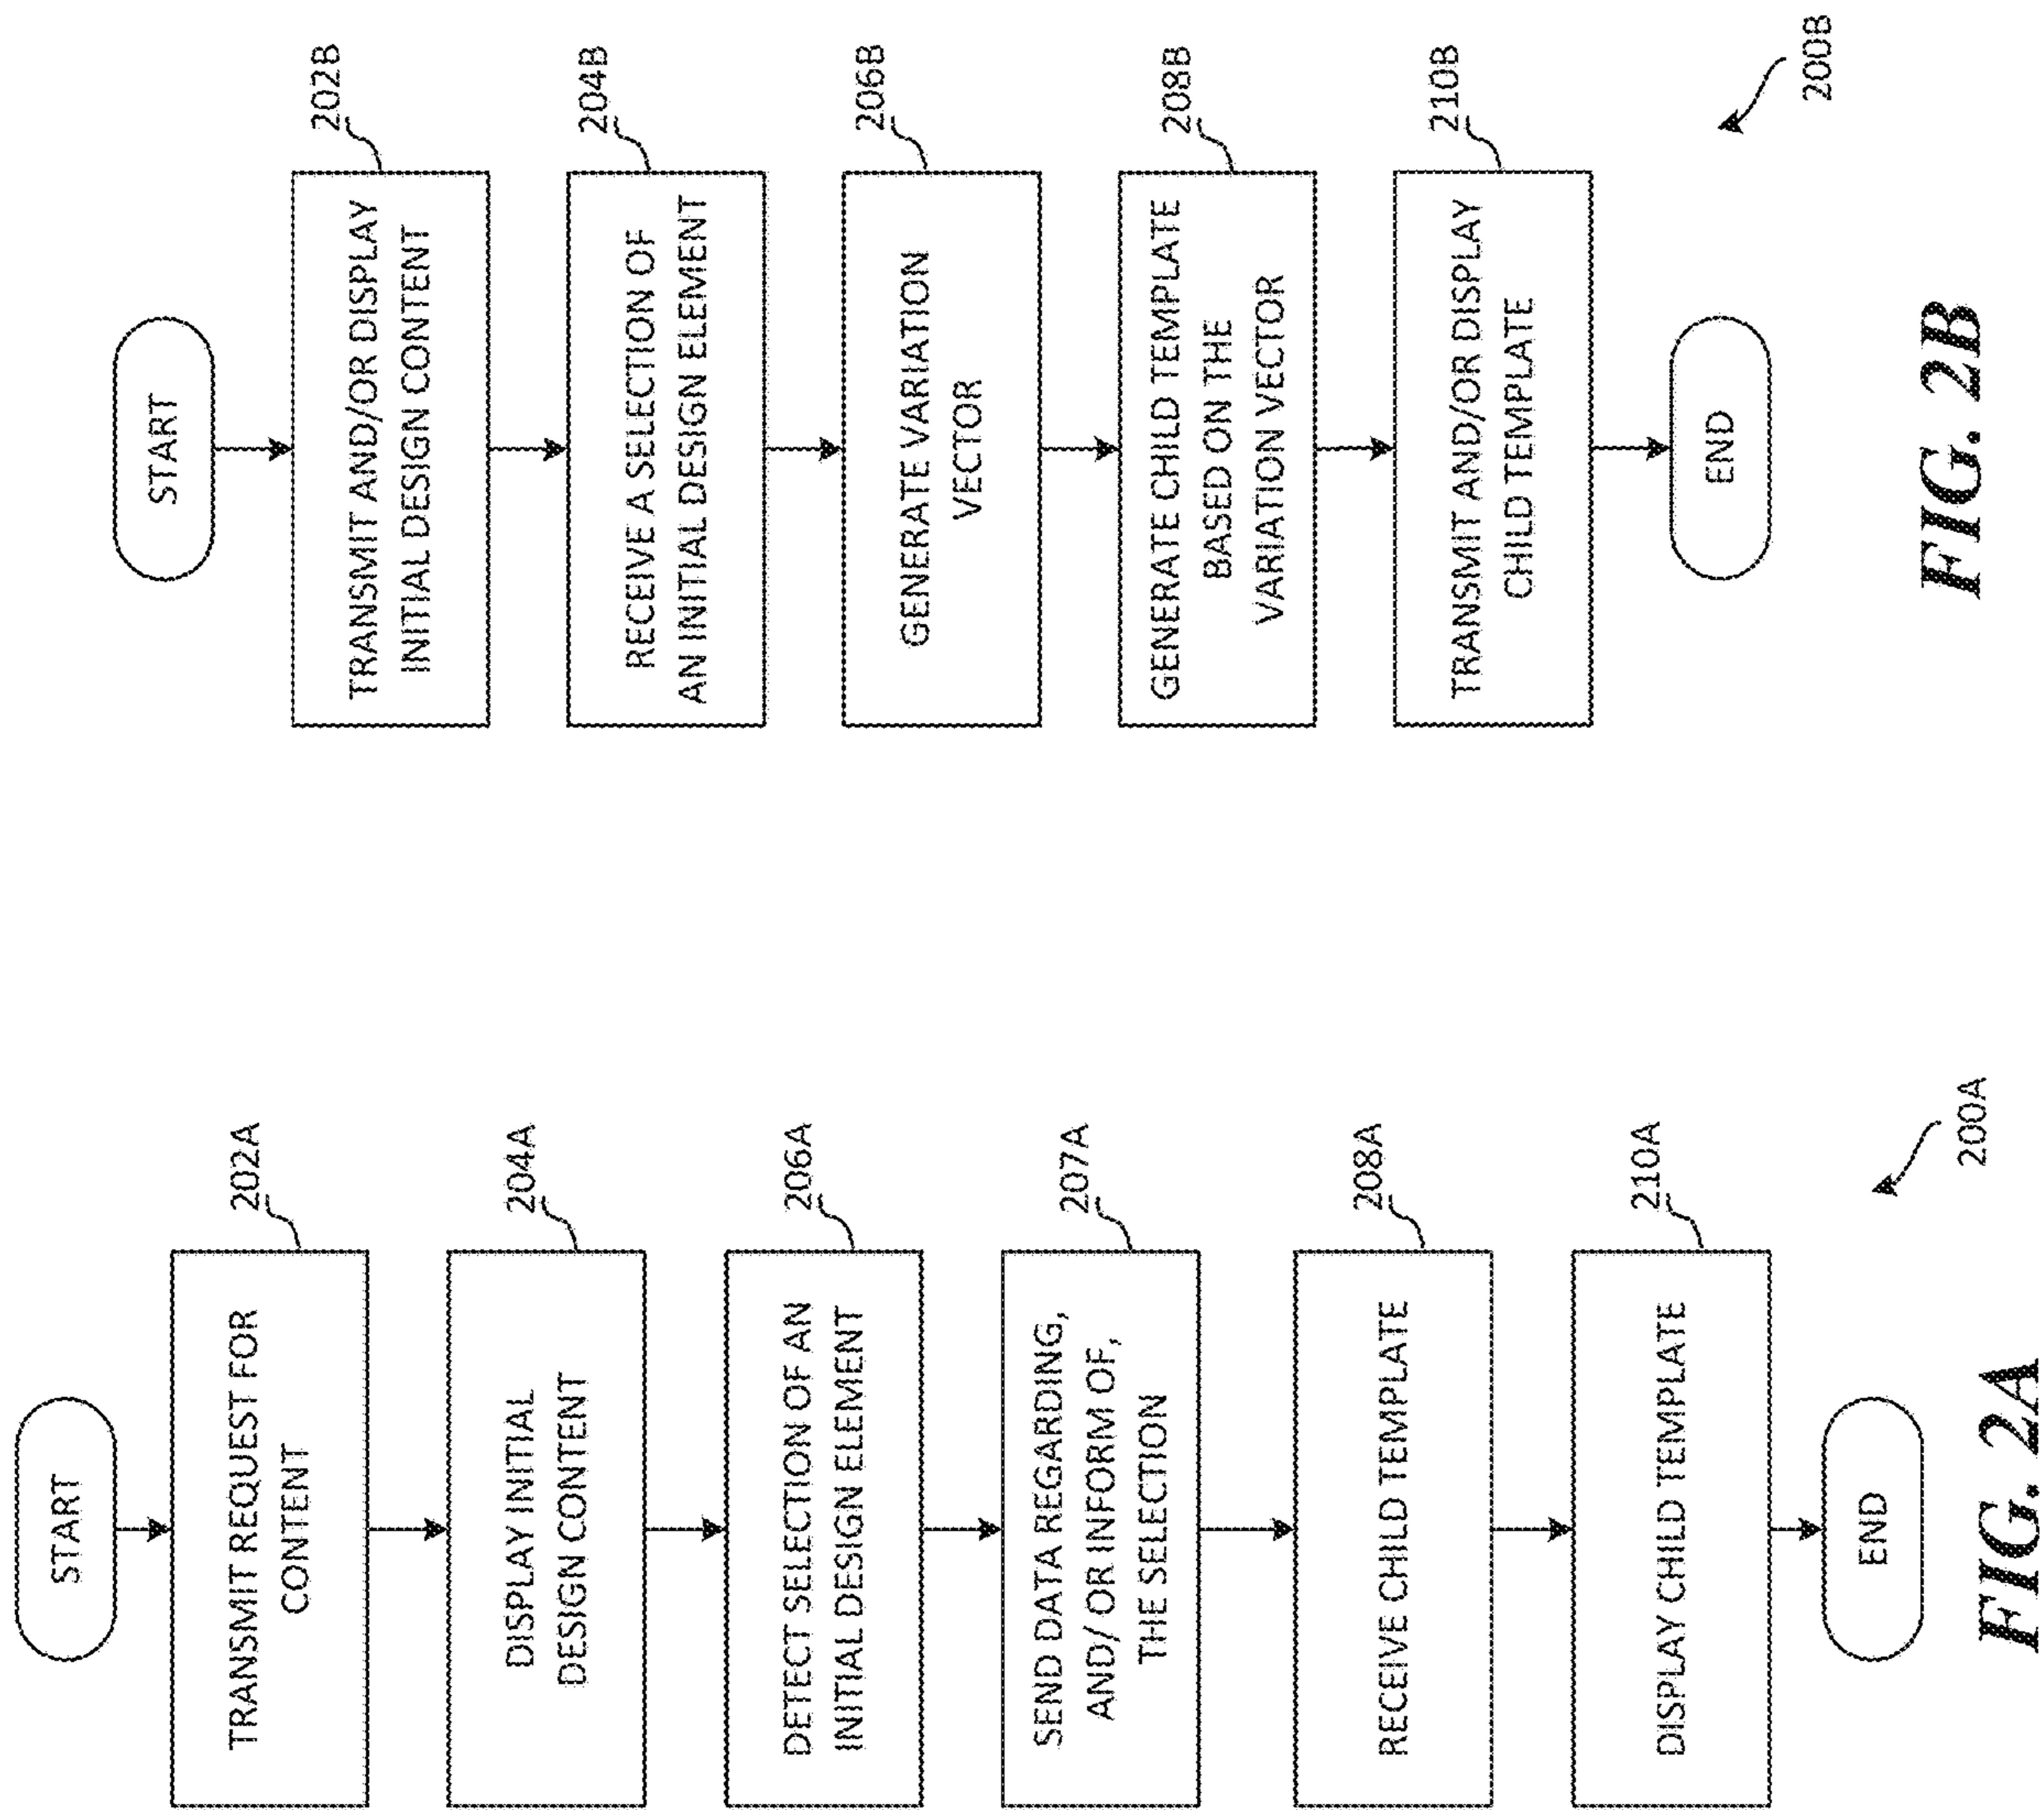 START
TRANSMIT REQUEST FOR
CONTENT
202A
DISPLAY INITIAL
DESIGN CONTENT
204A
DETECT SELECTION OF AN
INITIAL DESIGN ELEMENT
206A
SEND DATA REGARDING,
AND/ OR INFORM OF,
THE SELECTION
207A
RECEIVE CHILD TEMPLATE
208A
DISPLAY CHILD TEMPLATE
210A
END
200A
FIG. 2A
START
TRANSMIT AND/OR DISPLAY
INITIAL DESIGN CONTENT
202B
RECEIVE A SELECTION OF
AN INITIAL DESIGN ELEMENT
204B
GENERATE VARIATION
VECTOR
206B
GENERATE CHILD TEMPLATE
BASED ON THE
VARIATION VECTOR
208B
TRANSMIT AND/OR DISPLAY
CHILD TEMPLATE
210B
END
200B
FIG. 2B